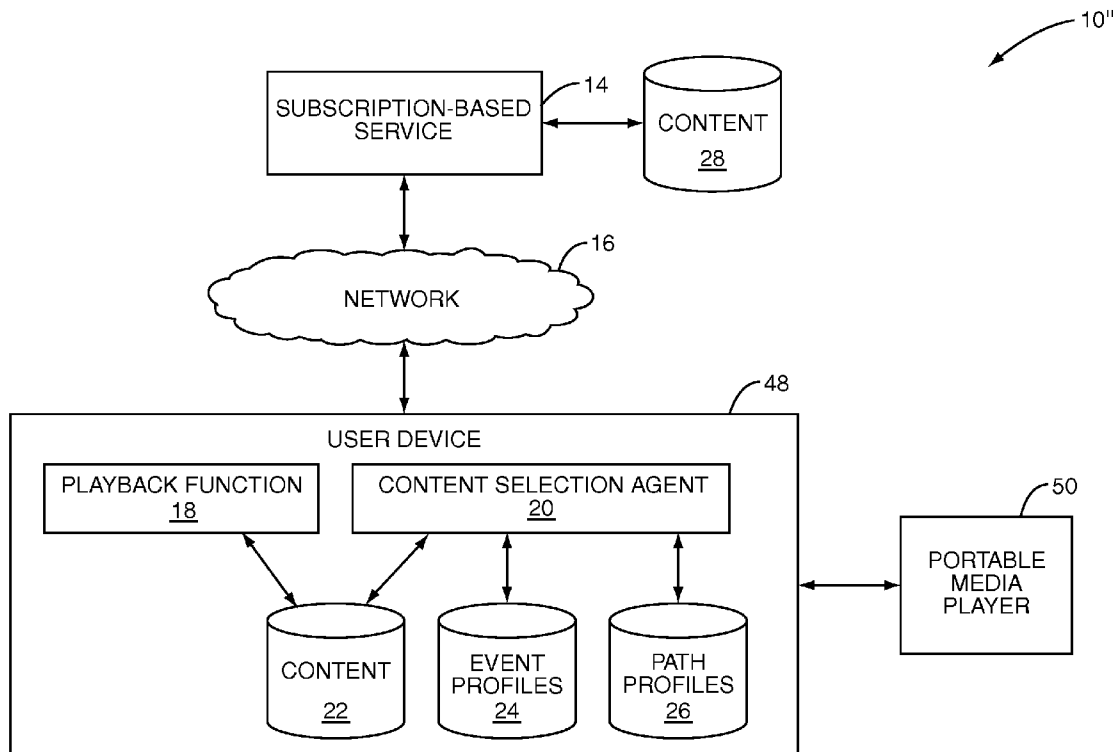 10"
SUBSCRIPTION-BASED
SERVICE
14
CONTENT
28
16
NETWORK
48
USER DEVICE
PLAYBACK FUNCTION
18
CONTENT SELECTION AGENT
20
50
PORTABLE
MEDIA
PLAYER
CONTENT
22
EVENT
PROFILES
24
PATH
PROFILES
26